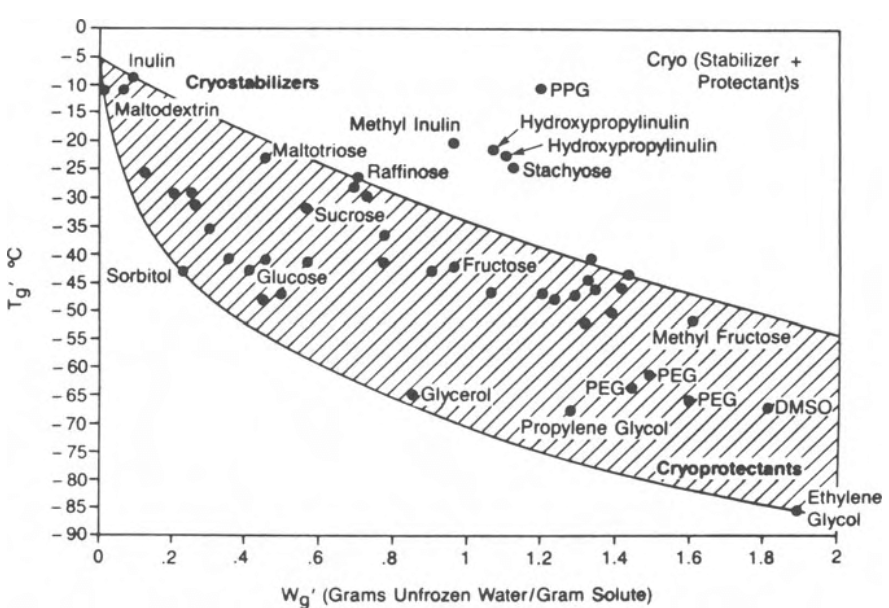 0
-5
-10
-15
-20
-25
-30
-35
-40
-45
-50
-55
-60
-65
-70
-75
-80
-85
-90
Tg′ °C
Inulin
Cryostabilizers
Cryo (Stabilizer +
Protectant)s
PPG
Maltodextrin
Methyl Inulin
Hydroxypropylinulin
Hydroxypropylinulin
Maltotriose
Raffinose
Stachyose
Sucrose
Sorbitol
Glucose
Fructose
Methyl Fructose
PEG
PEG
PEG
Glycerol
Propylene Glycol
DMSO
Cryoprotectants
Ethylene
Glycol
0 .2 .4 .6 .8 1 1.2 1.4 1.6 1.8 2
Wg′ (Grams Unfrozen Water/Gram Solute)